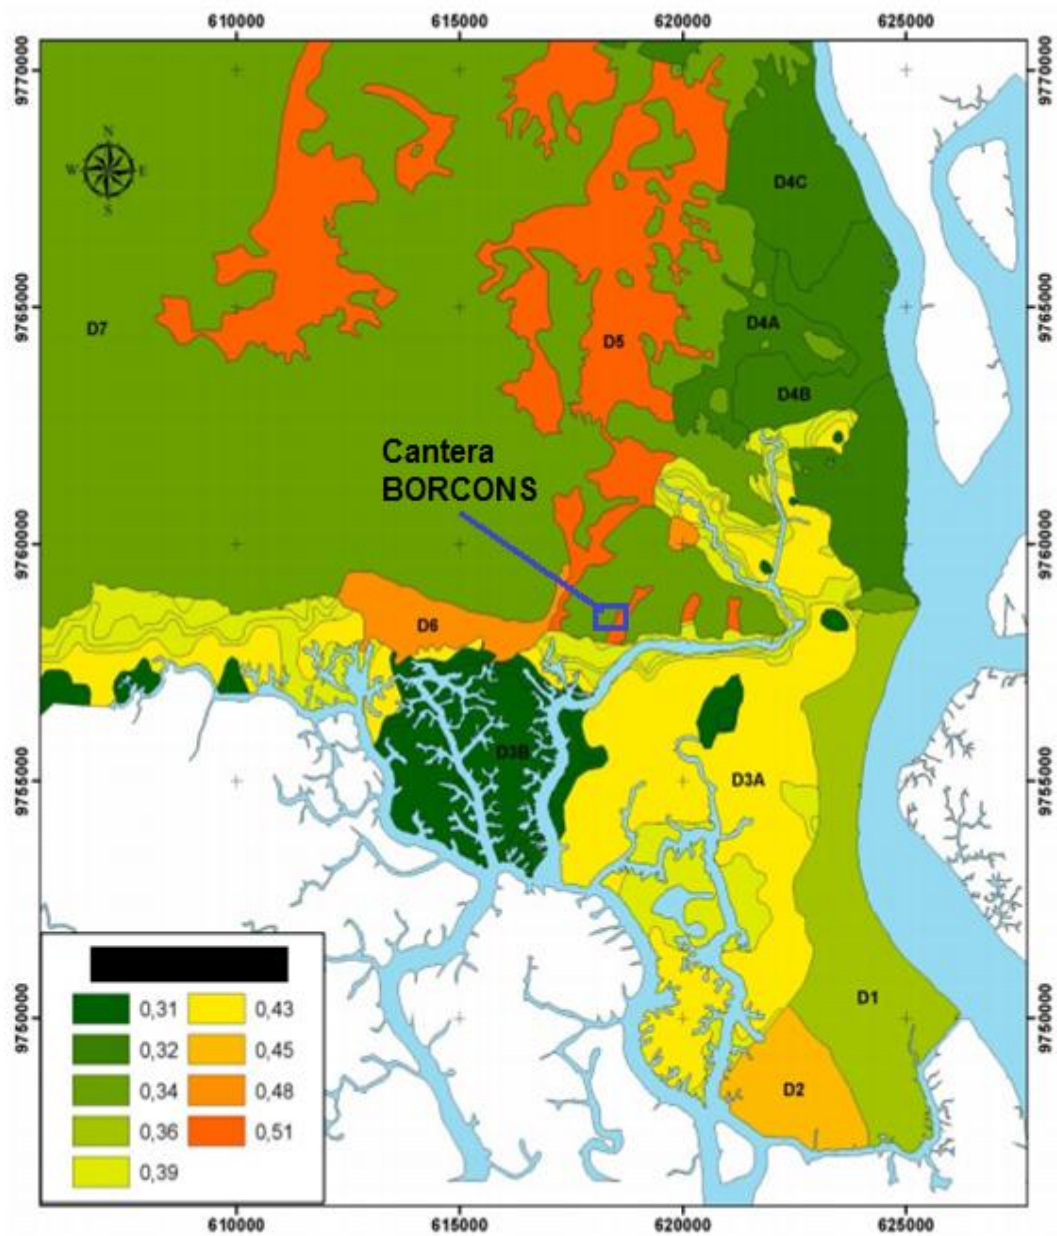 610000 615000 620000 625000
9770000 9770000
N
W E
S
D4C
9765000 9765000
D7
D4A
D5
D4B
Cantera
BORCONS
9760000 9760000
D6
D3B
D3A
9755000 9755000
D1
9750000 9750000
0,31 0,43
0,32 0,45
0,34 0,48
0,36 0,51
0,39
D2
610000 615000 620000 625000